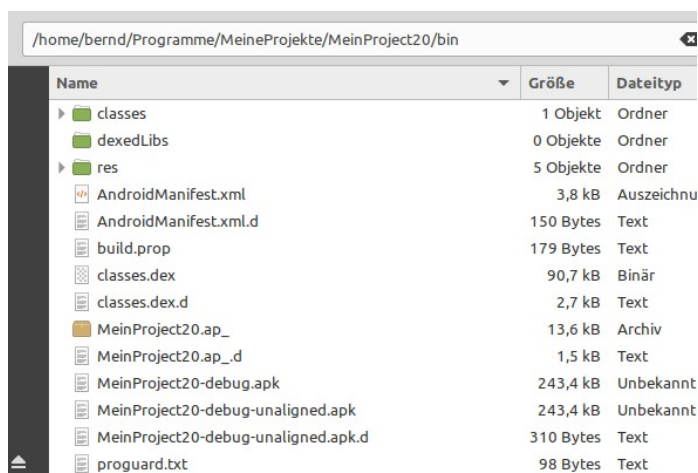 /home/bernd/Programme/MeineProjekte/MeinProject20/bin
Name Größe Dateityp
classes 1 Objekt Ordner
dexedLibs 0 Objekte Ordner
res 5 Objekte Ordner
AndroidManifest.xml 3,8 kB Auszeichnu
AndroidManifest.xml.d 150 Bytes Text
build.prop 179 Bytes Text
classes.dex 90,7 kB Binär
classes.dex.d 2,7 kB Text
MeinProject20.ap_ 13,6 kB Archiv
MeinProject20.ap_.d 1,5 kB Text
MeinProject20-debug.apk 243,4 kB Unbekannt
MeinProject20-debug-unaligned.apk 243,4 kB Unbekannt
MeinProject20-debug-unaligned.apk.d 310 Bytes Text
proguard.txt 98 Bytes Text